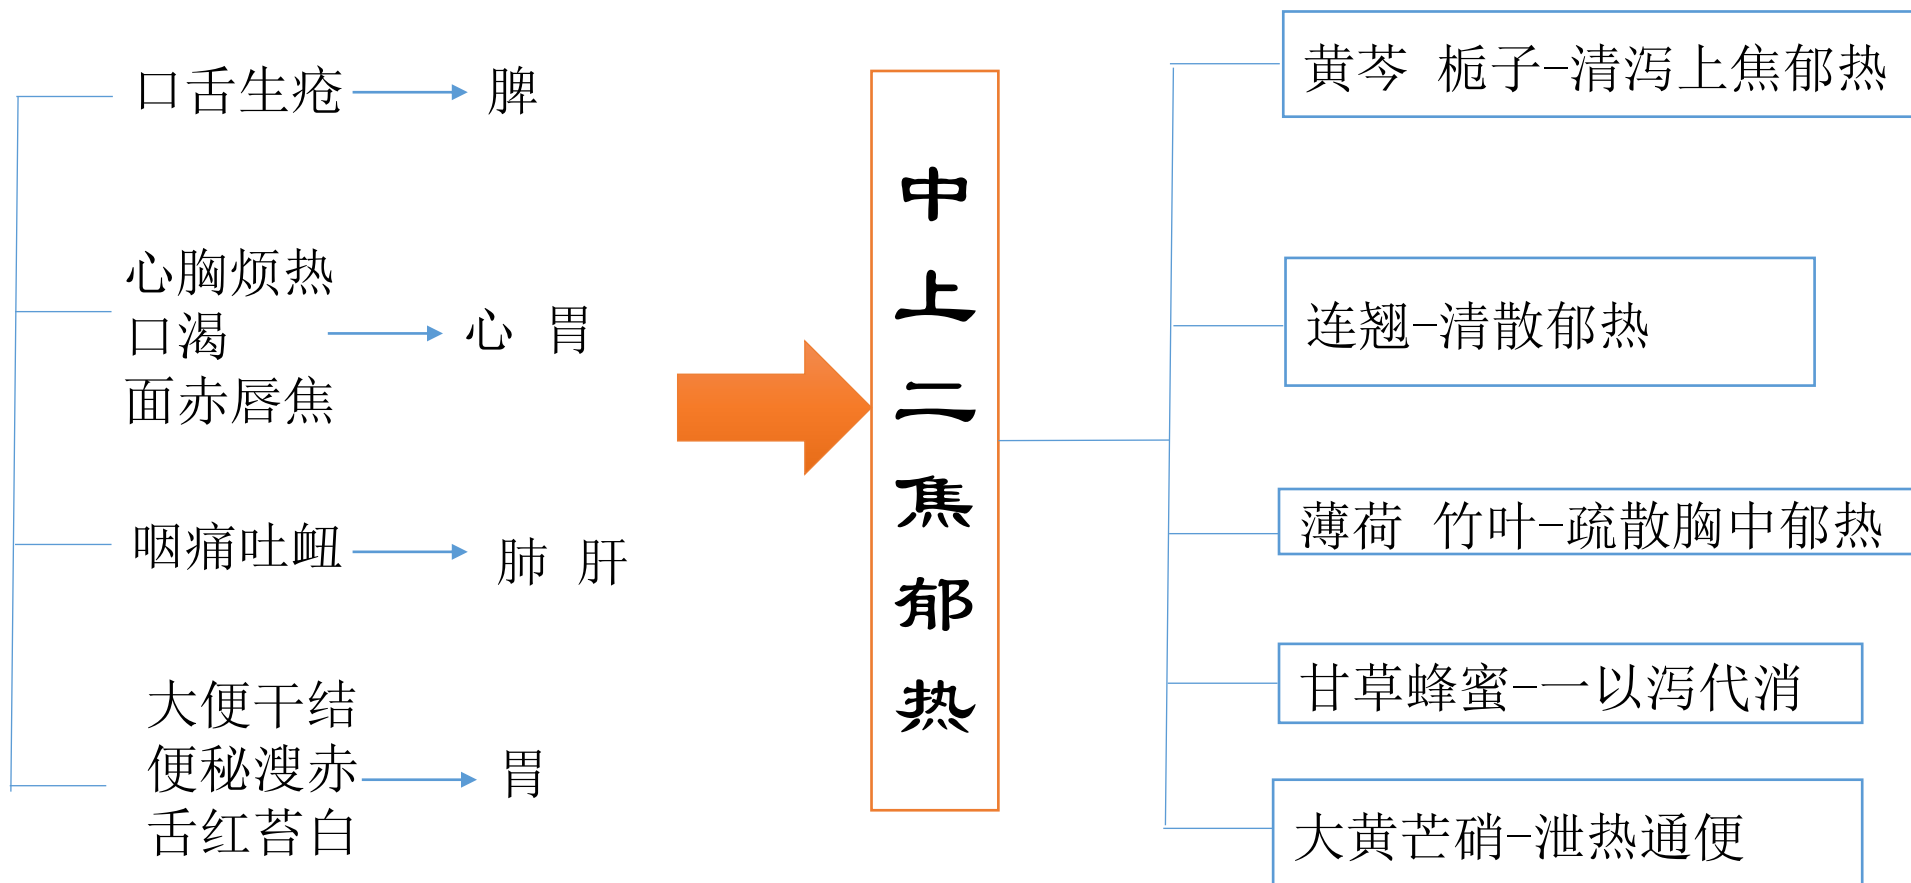 口舌生疮
脾
心胸烦热
口渴
面赤唇焦
心 胃
咽痛吐衄
肺 肝
大便干结
便秘溲赤
舌红苔白
胃
中上二焦郁热
黄芩 栀子-清泻上焦郁热
连翘-清散郁热
薄荷 竹叶-疏散胸中郁热
甘草蜂蜜-一以泻代消
大黄芒硝-泄热通便